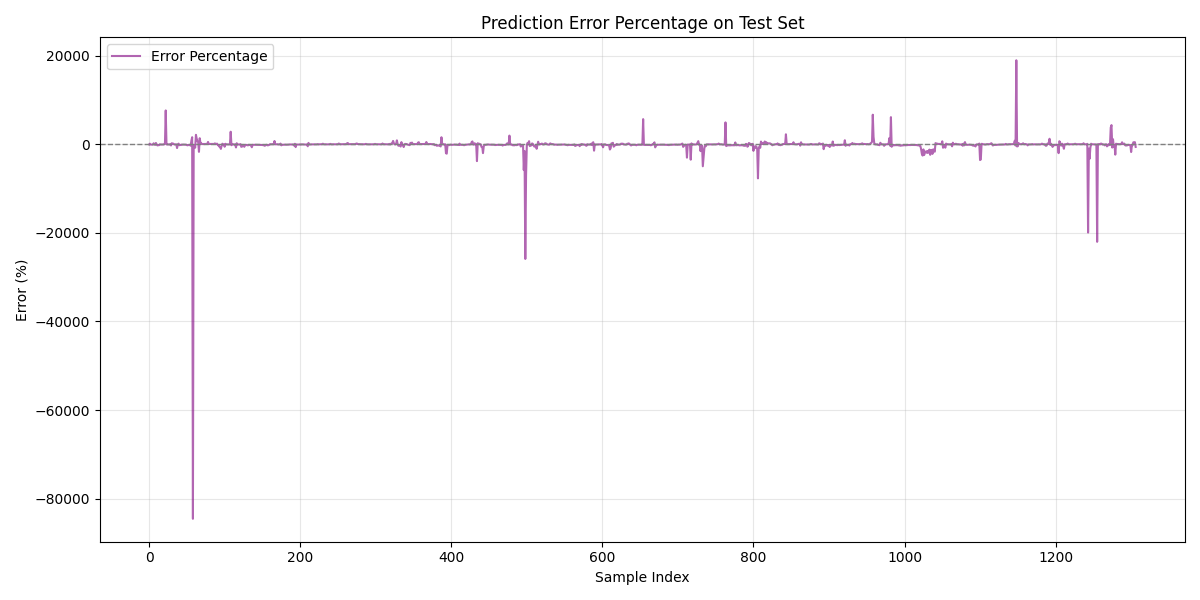 Prediction Error Percentage on Test Set
Error Percentage
20000
0
−20000
−40000
−60000
−80000
Error (%)
0 200 400 600 800 1000 1200
Sample Index